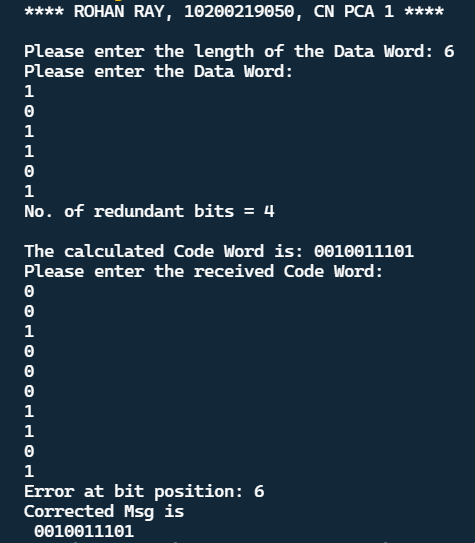 **** ROHAN RAY, 10200219050, CN PCA 1 ****
Please enter the length of the Data Word: 6
Please enter the Data Word:
1
0
1
1
0
1
No. of redundant bits = 4
The calculated Code Word is: 0010011101
Please enter the received Code Word:
0
0
1
0
0
0
1
1
0
1
Error at bit position: 6
Corrected Msg is
0010011101